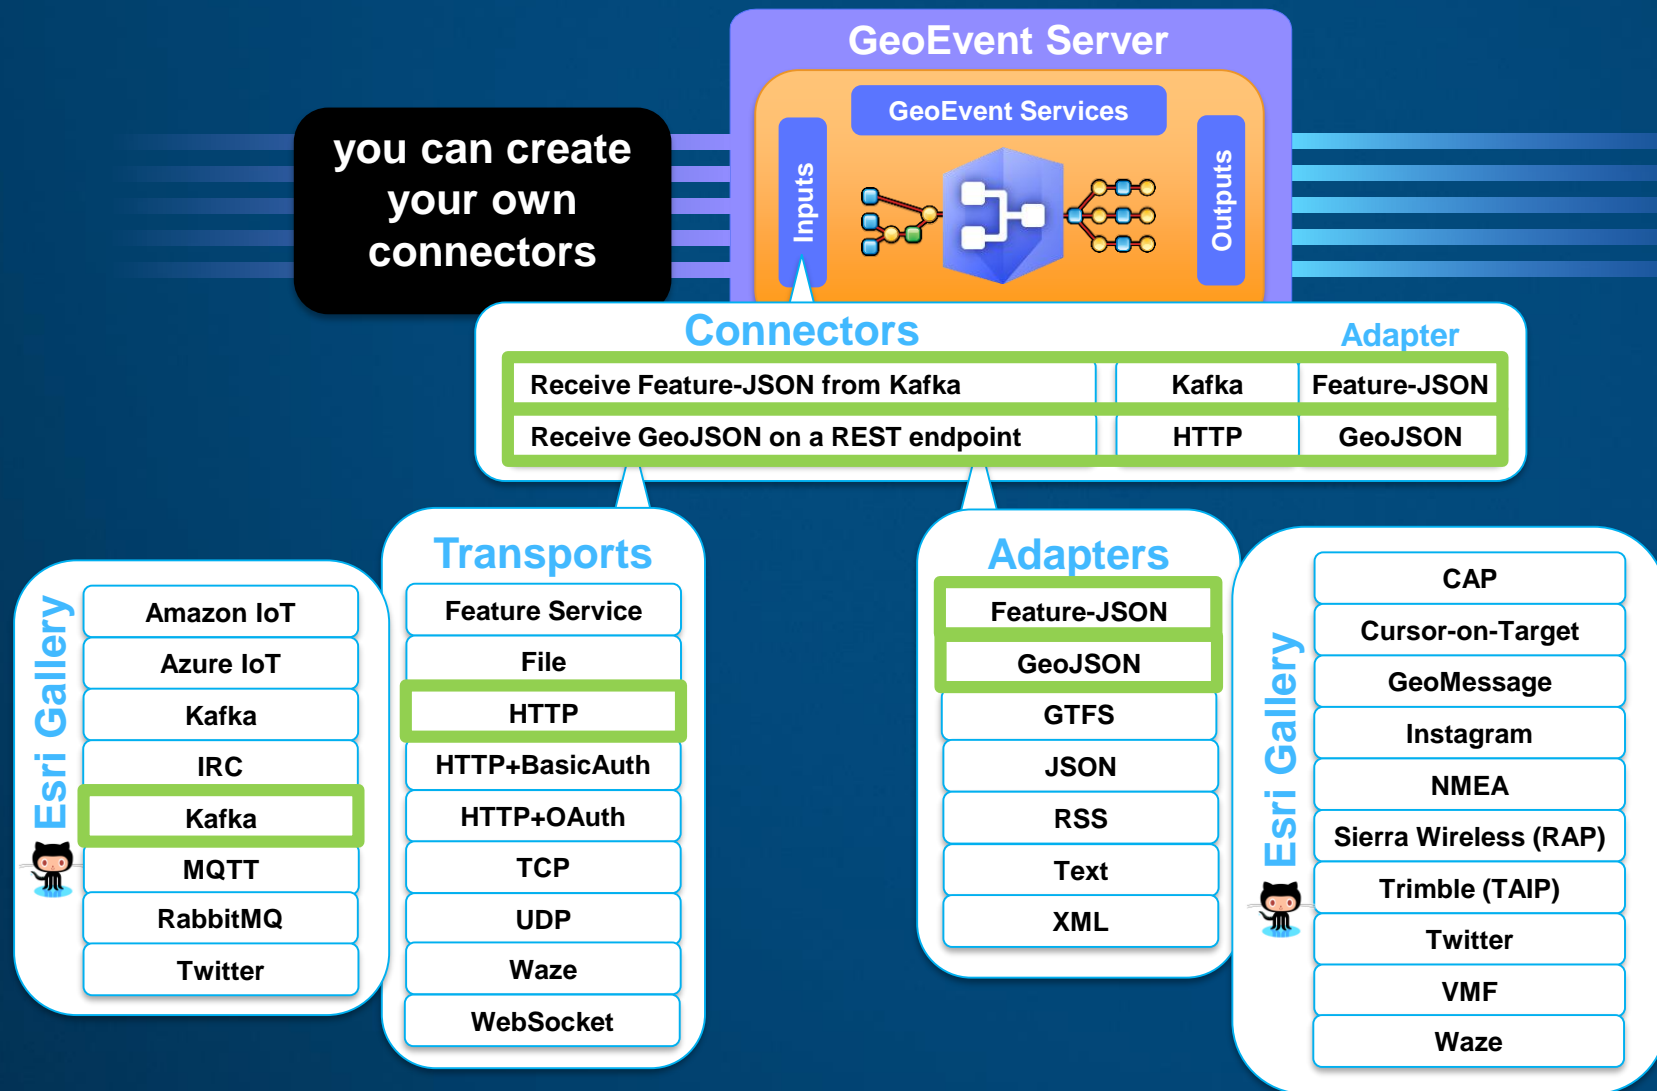 GeoEvent Server
GeoEvent Services
Inputs
Outputs
you can create
your own
connectors
Connectors
Adapter
Receive Feature-JSON from Kafka
Kafka
Feature-JSON
Receive GeoJSON on a REST endpoint
HTTP
GeoJSON
Esri Gallery
Amazon IoT
Azure IoT
Kafka
IRC
Kafka
MQTT
RabbitMQ
Twitter
Transports
Feature Service
File
HTTP
HTTP+BasicAuth
HTTP+OAuth
TCP
UDP
Waze
WebSocket
Adapters
Feature-JSON
GeoJSON
GTFS
JSON
RSS
Text
XML
Esri Gallery
CAP
Cursor-on-Target
GeoMessage
Instagram
NMEA
Sierra Wireless (RAP)
Trimble (TAIP)
Twitter
VMF
Waze